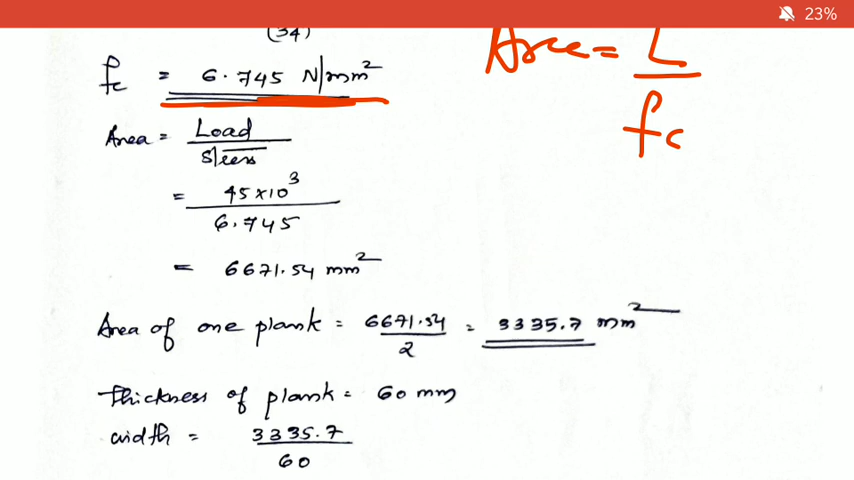 23%
(34)
Area = L / fc
fc = 6.745 N/mm²
Area = Load / Stress
= 45×10³ / 6.745
= 6671.54 mm²
Area of one plank = 6671.54 / 2 = 3335.7 mm²
Thickness of plank = 60 mm
width = 3335.7 / 60